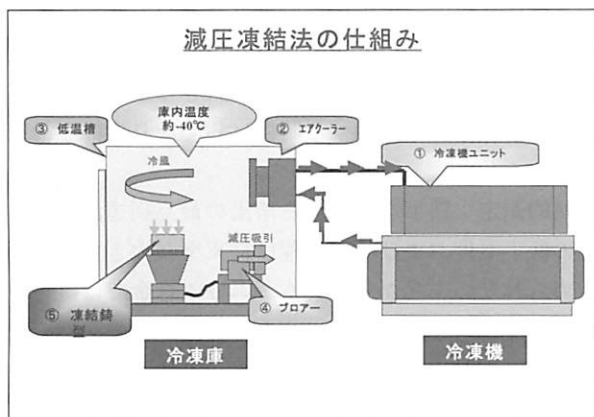 減圧凍結法の仕組み
庫内温度
約-40℃
③ 低温槽
② エアクーラー
① 冷凍機ユニット
冷風
減圧吸引
④ ブロアー
⑤ 凍結鋳
型
冷凍庫
冷凍機